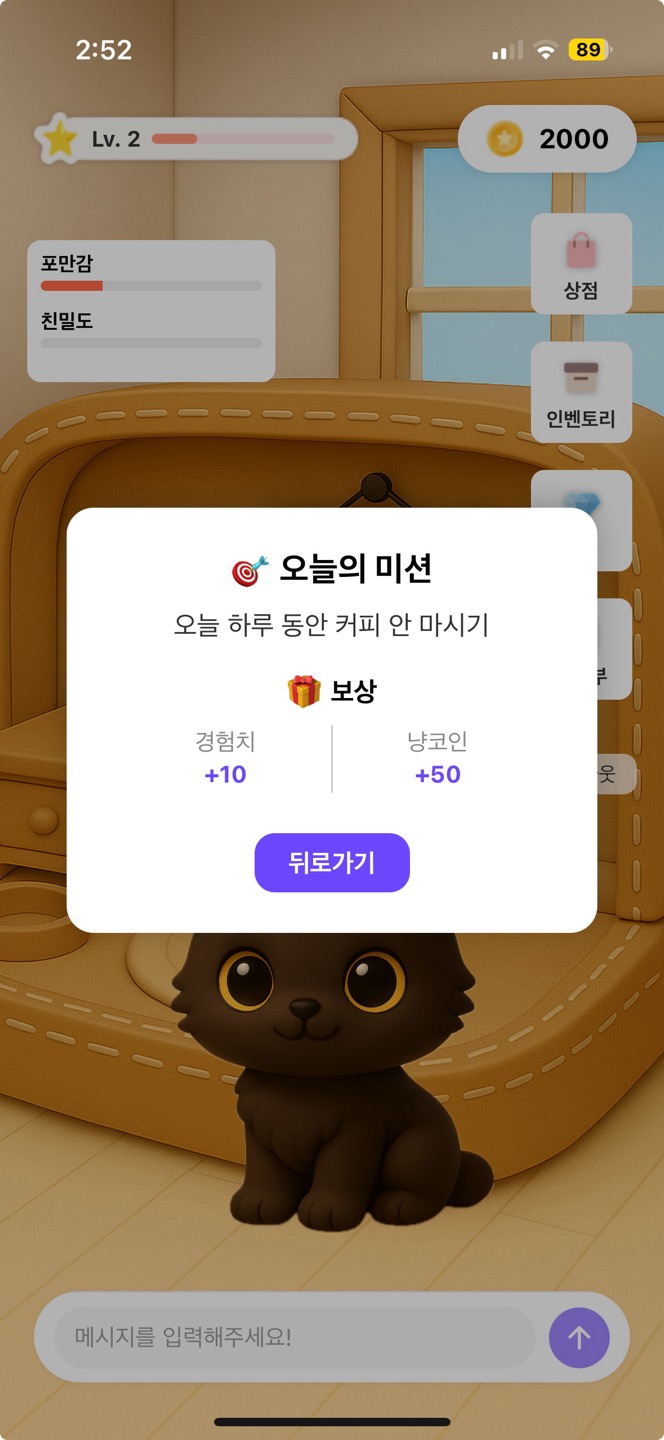 2:52
89
Lv. 2
2000
포만감
친밀도
상점
인벤토리
🎯 오늘의 미션
오늘 하루 동안 커피 안 마시기
🎁 보상
경험치
냥코인
+10
+50
뒤로가기
메시지를 입력해주세요!